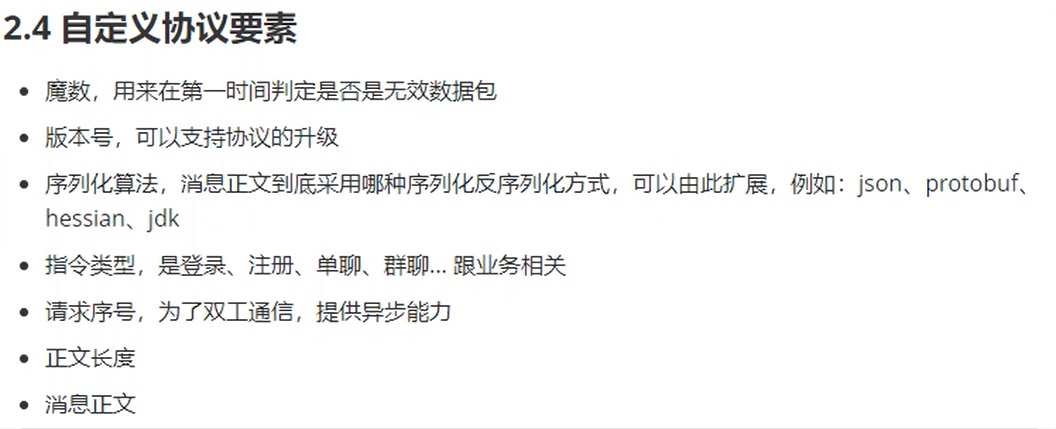 2.4 自定义协议要素
魔数，用来在第一时间判定是否是无效数据包
版本号，可以支持协议的升级
序列化算法，消息正文到底采用哪种序列化反序列化方式，可以由此扩展，例如：json、protobuf、
hessian、jdk
指令类型，是登录、注册、单聊、群聊... 跟业务相关
请求序号，为了双工通信，提供异步能力
正文长度
消息正文